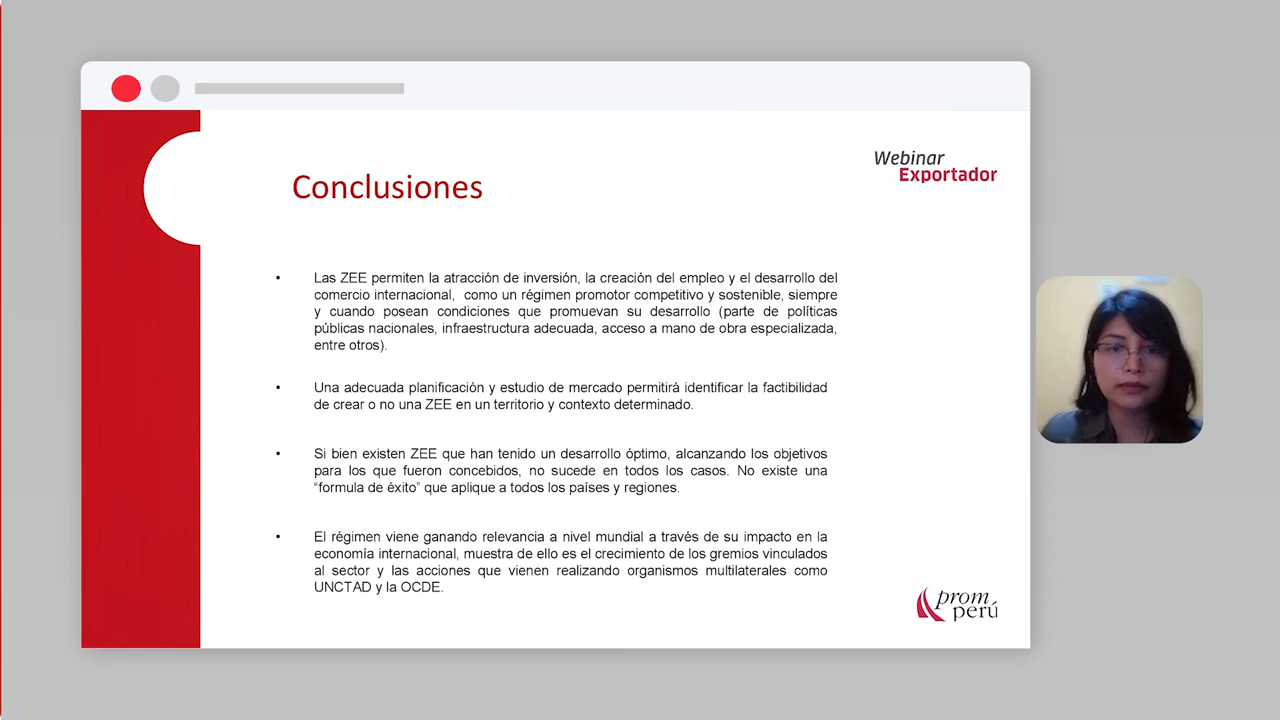 Webinar
Exportador
Conclusiones
• Las ZEE permiten la atracción de inversión, la creación del empleo y el desarrollo del
comercio internacional, como un régimen promotor competitivo y sostenible, siempre
y cuando posean condiciones que promuevan su desarrollo (parte de políticas
públicas nacionales, infraestructura adecuada, acceso a mano de obra especializada,
entre otros).
• Una adecuada planificación y estudio de mercado permitirá identificar la factibilidad
de crear o no una ZEE en un territorio y contexto determinado.
• Si bien existen ZEE que han tenido un desarrollo óptimo, alcanzando los objetivos
para los que fueron concebidos, no sucede en todos los casos. No existe una
“formula de éxito” que aplique a todos los países y regiones.
• El régimen viene ganando relevancia a nivel mundial a través de su impacto en la
economía internacional, muestra de ello es el crecimiento de los gremios vinculados
al sector y las acciones que vienen realizando organismos multilaterales como
UNCTAD y la OCDE.
prom
perú